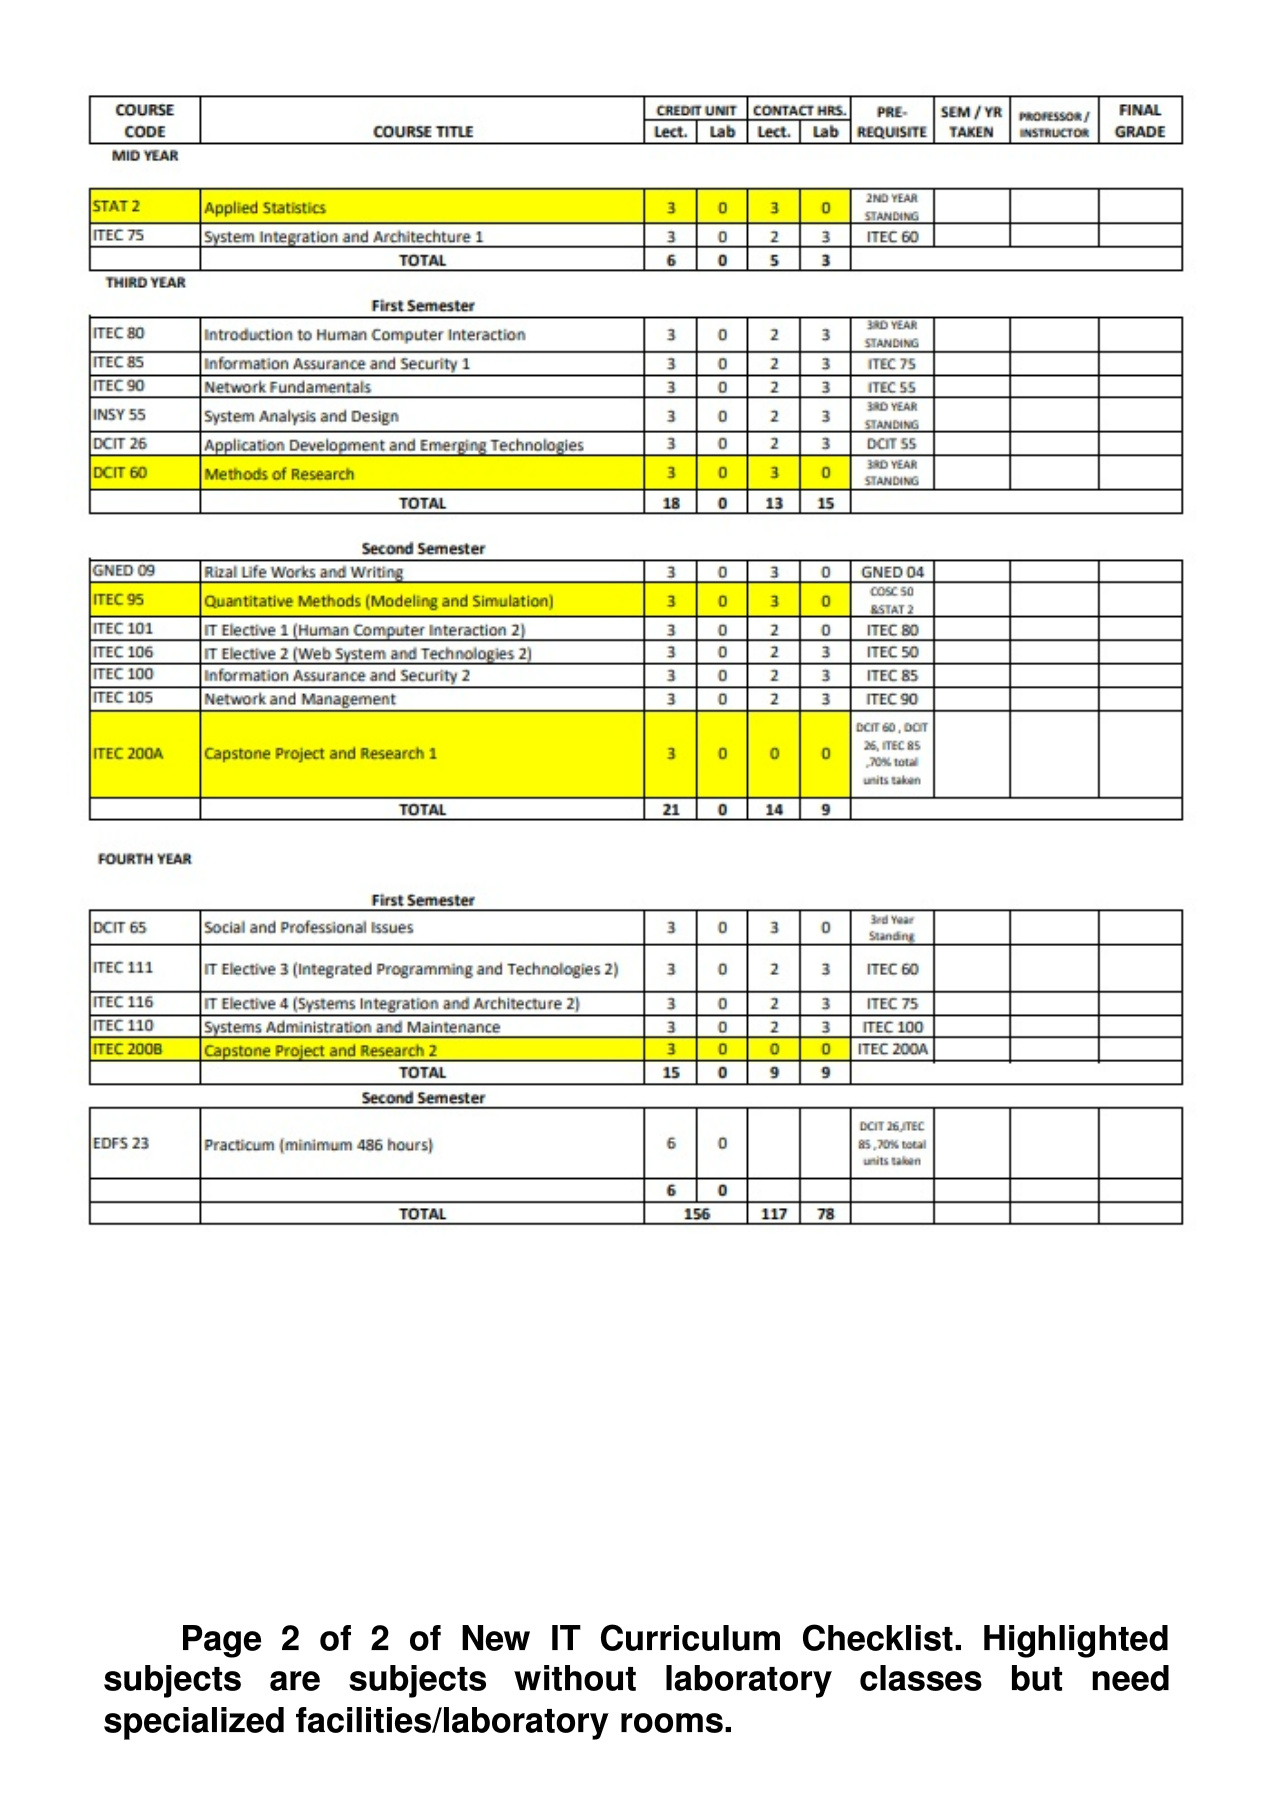 COURSE CODE COURSE TITLE CREDIT UNIT CONTACT HRS. PRE-REQUISITE SEM / YR TAKEN PROFESSOR / INSTRUCTOR FINAL GRADE
Lect. Lab Lect. Lab
MID YEAR
STAT 2 Applied Statistics 3 0 3 0 2ND YEAR STANDING
ITEC 75 System Integration and Architechture 1 3 0 2 3 ITEC 60
TOTAL 6 0 5 3
THIRD YEAR
First Semester
ITEC 80 Introduction to Human Computer Interaction 3 0 2 3 3RD YEAR STANDING
ITEC 85 Information Assurance and Security 1 3 0 2 3 ITEC 75
ITEC 90 Network Fundamentals 3 0 2 3 ITEC 55
INSY 55 System Analysis and Design 3 0 2 3 3RD YEAR STANDING
DCIT 26 Application Development and Emerging Technologies 3 0 2 3 DCIT 55
DCIT 60 Methods of Research 3 0 3 0 3RD YEAR STANDING
TOTAL 18 0 13 15
Second Semester
GNED 09 Rizal Life Works and Writing 3 0 3 0 GNED 04
ITEC 95 Quantitative Methods (Modeling and Simulation) 3 0 3 0 COSC 50 &STAT 2
ITEC 101 IT Elective 1 (Human Computer Interaction 2) 3 0 2 0 ITEC 80
ITEC 106 IT Elective 2 (Web System and Technologies 2) 3 0 2 3 ITEC 50
ITEC 100 Information Assurance and Security 2 3 0 2 3 ITEC 85
ITEC 105 Network and Management 3 0 2 3 ITEC 90
ITEC 200A Capstone Project and Research 1 3 0 0 0 DCIT 60 , DCIT 26, ITEC 85 ,70% total units taken
TOTAL 21 0 14 9
FOURTH YEAR
First Semester
DCIT 65 Social and Professional Issues 3 0 3 0 3rd Year Standing
ITEC 111 IT Elective 3 (Integrated Programming and Technologies 2) 3 0 2 3 ITEC 60
ITEC 116 IT Elective 4 (Systems Integration and Architecture 2) 3 0 2 3 ITEC 75
ITEC 110 Systems Administration and Maintenance 3 0 2 3 ITEC 100
ITEC 200B Capstone Project and Research 2 3 0 0 0 ITEC 200A
TOTAL 15 0 9 9
Second Semester
EDFS 23 Practicum (minimum 486 hours) 6 0 DCIT 26,ITEC 85 ,70% total units taken
6 0
TOTAL 156 117 78
Page 2 of 2 of New IT Curriculum Checklist. Highlighted
subjects are subjects without laboratory classes but need
specialized facilities/laboratory rooms.